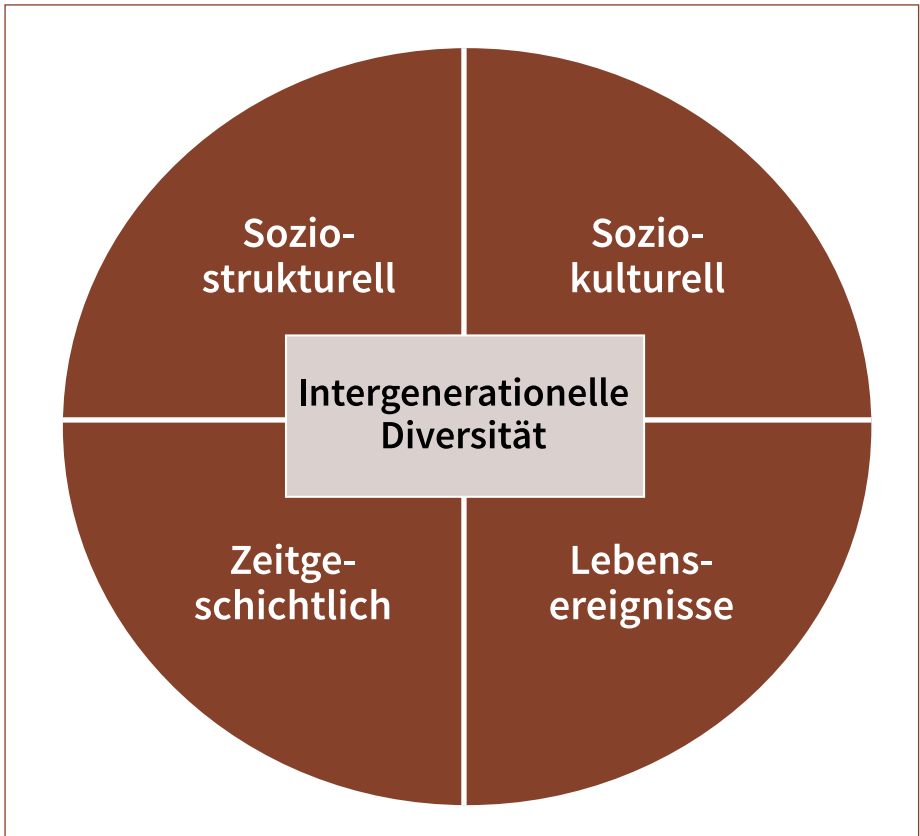 Sozio-
strukturell
Sozio-
kulturell
Intergenerationelle
Diversität
Zeitge-
schichtlich
Lebens-
ereignisse